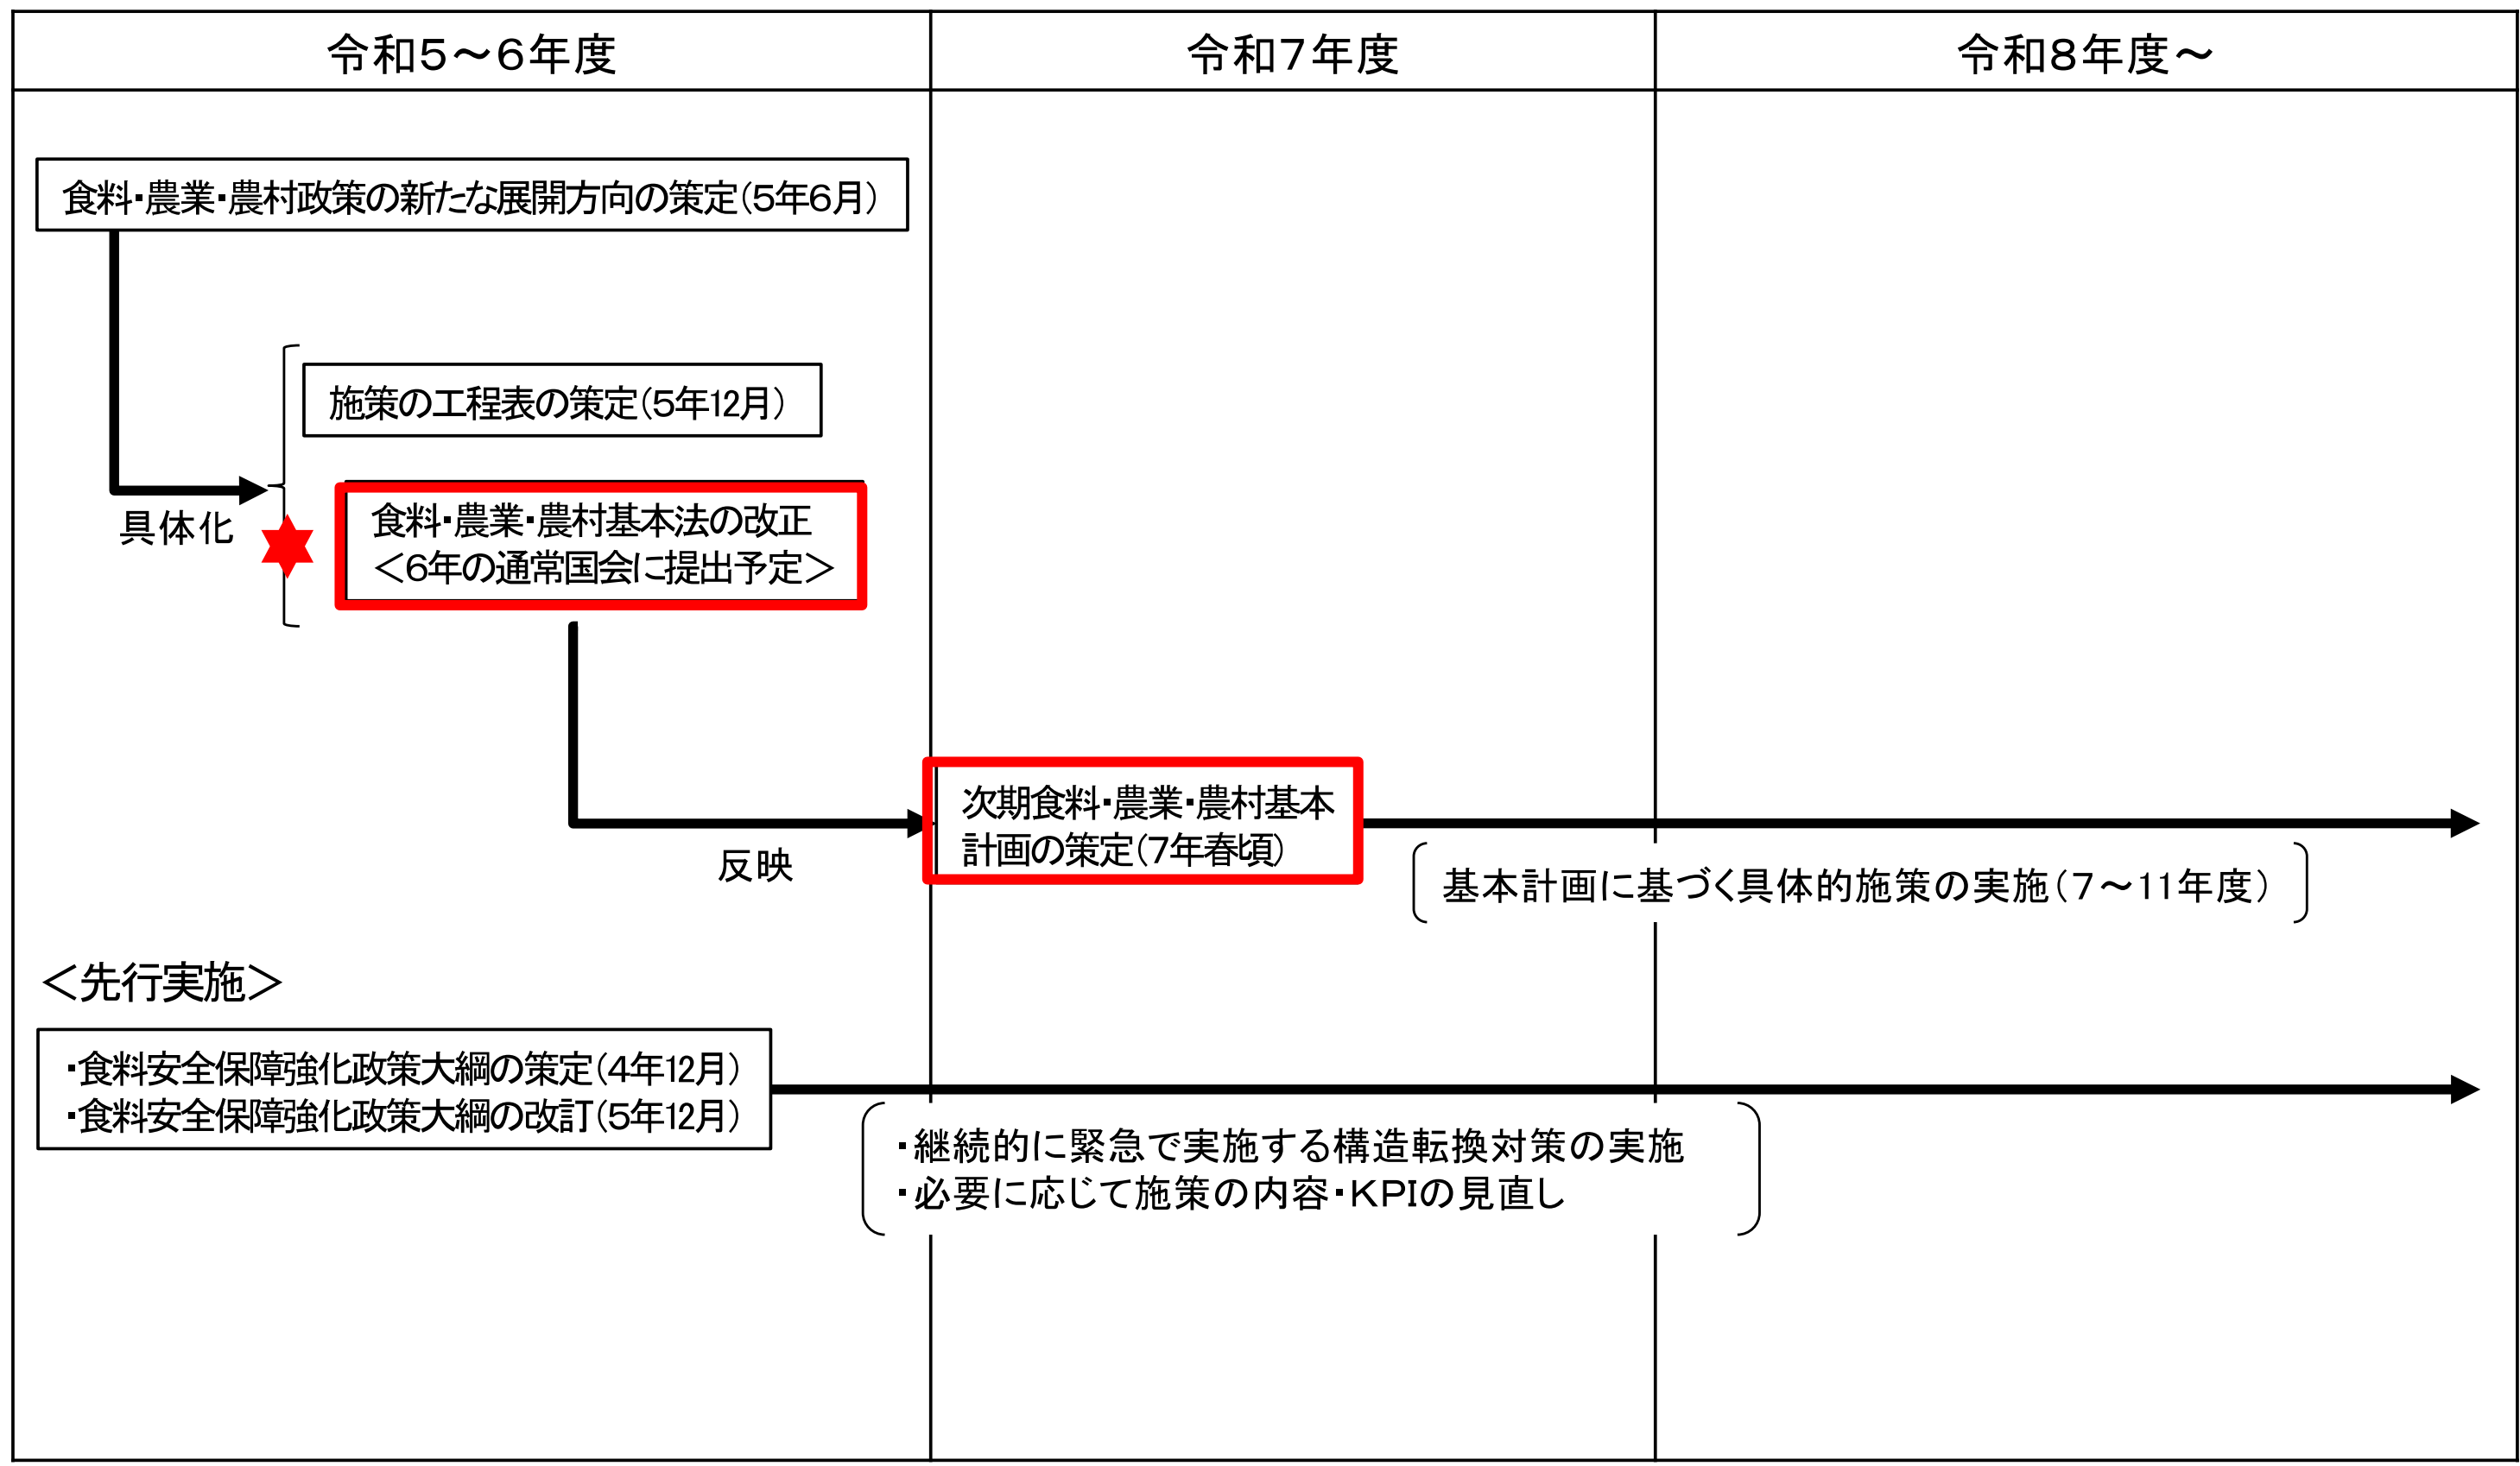 令和５～６年度
令和７年度
令和８年度～
食料・農業・農村政策の新たな展開方向の策定（５年６月）
施策の工程表の策定（５年12月）
具体化
食料・農業・農村基本法の改正
＜６年の通常国会に提出予定＞
次期食料・農業・農村基本
計画の策定（７年春頃）
反映
基本計画に基づく具体的施策の実施（７～11年度）
＜先行実施＞
・食料安全保障強化政策大綱の策定（４年12月）
・食料安全保障強化政策大綱の改訂（５年12月）
・継続的に緊急で実施する構造転換対策の実施
・必要に応じて施策の内容・KPIの見直し